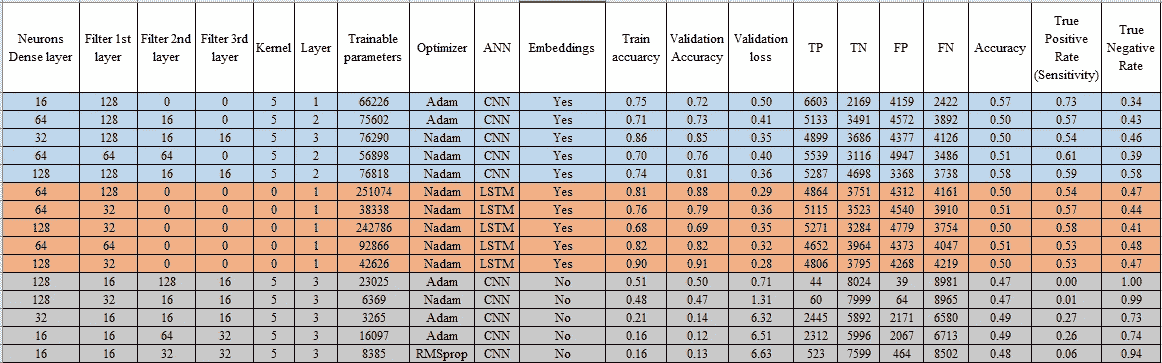 Neurons Dense layer Filter 1st layer Filter 2nd layer Filter 3rd layer Kernel Layer Trainable parameters Optimizer ANN Embeddings Train accuarcy Validation Accuracy Validation loss TP TN FP FN Accuracy True Positive Rate (Sensitivity) True Negative Rate
16 128 0 0 5 1 66226 Adam CNN Yes 0.75 0.72 0.50 6603 2169 4159 2422 0.57 0.73 0.34
64 128 16 0 5 2 75602 Adam CNN Yes 0.71 0.73 0.41 5133 3491 4572 3892 0.50 0.57 0.43
32 128 16 16 5 3 76290 Nadam CNN Yes 0.86 0.85 0.35 4899 3686 4377 4126 0.50 0.54 0.46
64 64 64 0 5 2 56898 Nadam CNN Yes 0.70 0.76 0.40 5539 3116 4947 3486 0.51 0.61 0.39
128 128 16 16 5 2 76818 Nadam CNN Yes 0.74 0.81 0.36 5287 4698 3368 3738 0.58 0.59 0.58
64 128 0 0 0 1 251074 Nadam LSTM Yes 0.81 0.88 0.29 4864 3751 4312 4161 0.50 0.54 0.47
64 32 0 0 0 1 38338 Nadam LSTM Yes 0.76 0.79 0.36 5115 3523 4540 3910 0.51 0.57 0.44
128 32 0 0 0 1 242786 Nadam LSTM Yes 0.68 0.69 0.35 5271 3284 4779 3754 0.50 0.58 0.41
64 64 0 0 0 1 92866 Nadam LSTM Yes 0.82 0.82 0.32 4652 3964 4373 4047 0.51 0.53 0.48
128 32 0 0 0 1 42626 Nadam LSTM Yes 0.90 0.91 0.28 4806 3795 4268 4219 0.50 0.53 0.47
128 16 128 16 5 3 23025 Adam CNN No 0.51 0.50 0.71 44 8024 39 8981 0.47 0.00 1.00
128 32 16 16 5 3 6369 Nadam CNN No 0.48 0.47 1.31 60 7999 64 8965 0.47 0.01 0.99
32 16 16 16 5 3 3265 Adam CNN No 0.21 0.14 6.32 2445 5892 2171 6580 0.49 0.27 0.73
16 16 64 32 5 3 16097 Adam CNN No 0.16 0.12 6.51 2312 5996 2067 6713 0.49 0.26 0.74
16 16 32 32 5 3 8385 RMSprop CNN No 0.16 0.13 6.63 523 7599 464 8502 0.48 0.06 0.94